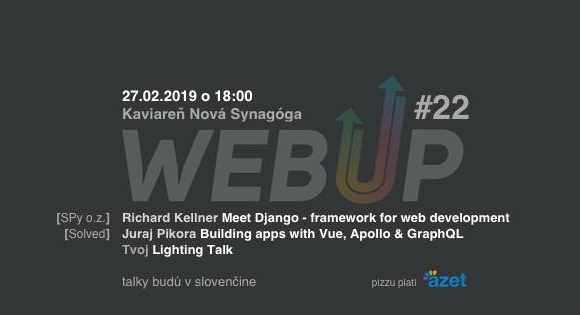 27.02.2019 o 18:00
Kaviareň Nová Synagóga
#22
WEBUP
[SPy o.z.] Richard Kellner Meet Django - framework for web development
[Solved] Juraj Pikora Building apps with Vue, Apollo & GraphQL
Tvoj Lighting Talk
talky budú v slovenčine
pizzu platí azet